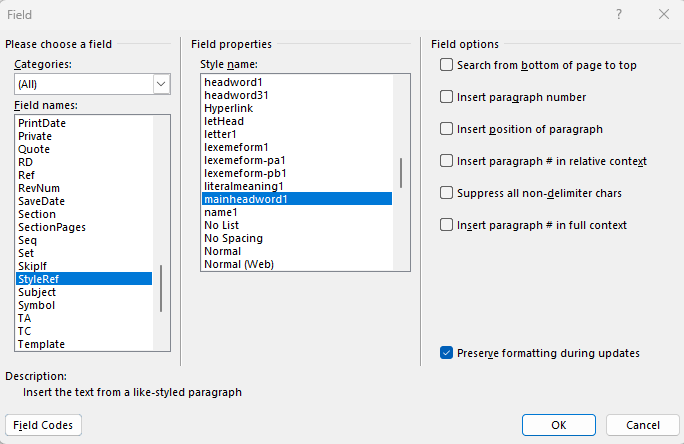 Field
Please choose a field
Categories:
(All)
Field names:
PrintDate
Private
Quote
RD
Ref
RevNum
SaveDate
Section
SectionPages
Seq
Set
SkipIf
StyleRef
Subject
Symbol
TA
TC
Template
Field properties
Style name:
headword1
headword31
Hyperlink
letHead
letter1
lexemeform1
lexemeform-pa1
lexemeform-pb1
literalmeaning1
mainheadword1
name1
No List
No Spacing
Normal
Normal (Web)
Field options
Search from bottom of page to top
Insert paragraph number
Insert position of paragraph
Insert paragraph # in relative context
Suppress all non-delimiter chars
Insert paragraph # in full context
Preserve formatting during updates
Description:
Insert the text from a like-styled paragraph
Field Codes
OK
Cancel